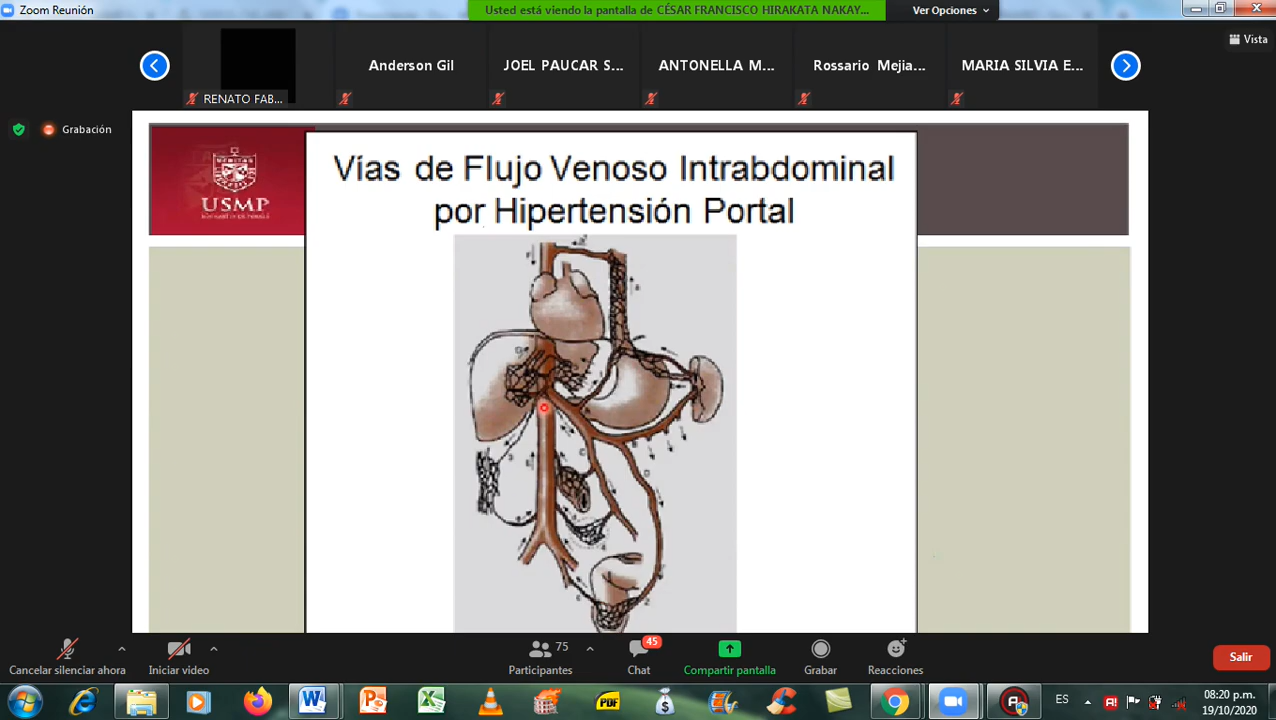 Zoom Reunión
Usted está viendo la pantalla de CÉSAR FRANCISCO HIRAKATA NAKAY...
Ver Opciones
Vista
RENATO FAB...
Anderson Gil
JOEL PAUCAR S...
ANTONELLA M...
Rossario Mejia...
MARIA SILVIA E...
Grabación
USMP
Vías de Flujo Venoso Intrabdominal
por Hipertensión Portal
Cancelar silenciar ahora
Iniciar video
75
Participantes
45
Chat
Compartir pantalla
Grabar
Reacciones
Salir
PDF
ES
08:20 p.m.
19/10/2020